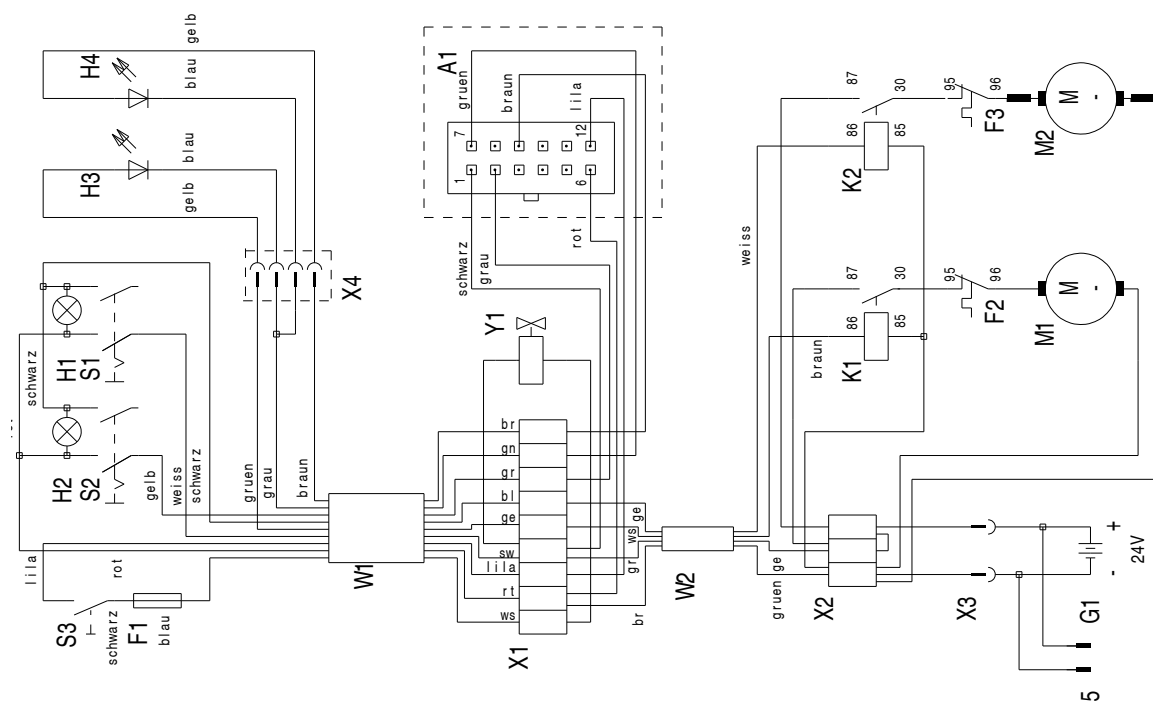 gelb
H4
blau
H3
blau
gelb
X4
schwarz
H1
S1
H2
S2
gelb
weiss
schwarz
gruen
grau
braun
lila
rot
S3
schwarz
F1
blau
W1
A1
gruen
braun
lila
7
12
1
6
schwarz
grau
rot
Y1
br
gn
gr
bl
ge
sw
lila
rt
ws
X1
ge
ws
gr
br
W2
weiss
87
30
95
96
86
85
K2
F3
M2
M
-
87
30
95
96
86
85
braun
K1
F2
M1
M
-
gruen
ge
X2
X3
+
-
24V
G1
5